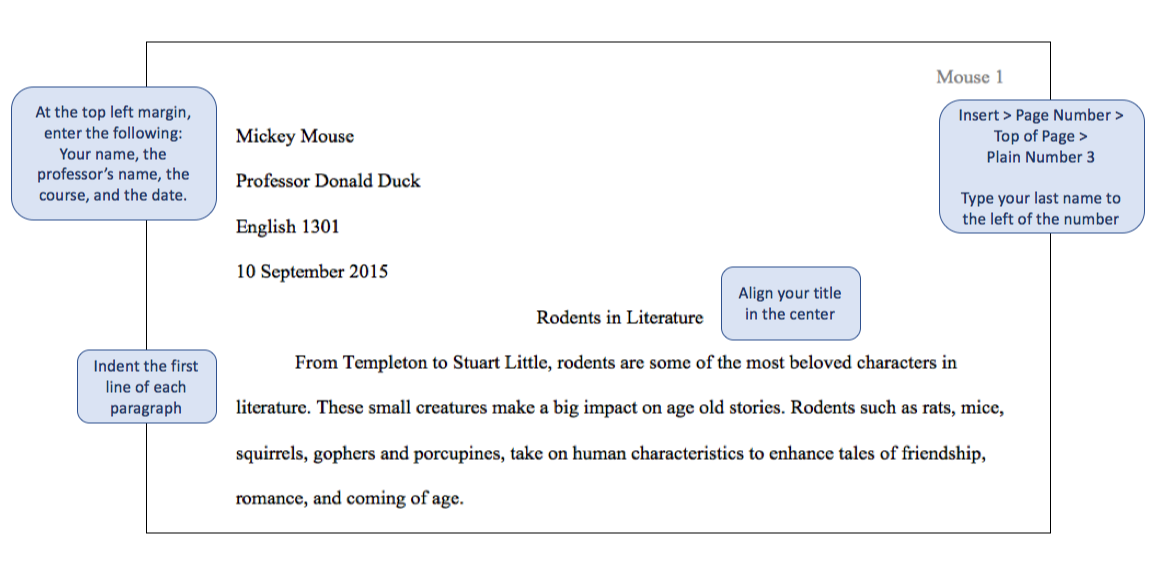 Mouse 1
At the top left margin,
enter the following:
Your name, the
professor’s name, the
course, and the date.
Insert > Page Number >
Top of Page >
Plain Number 3
Type your last name to
the left of the number
Mickey Mouse
Professor Donald Duck
English 1301
10 September 2015
Align your title
in the center
Rodents in Literature
Indent the first
line of each
paragraph
From Templeton to Stuart Little, rodents are some of the most beloved characters in
literature. These small creatures make a big impact on age old stories. Rodents such as rats, mice,
squirrels, gophers and porcupines, take on human characteristics to enhance tales of friendship,
romance, and coming of age.